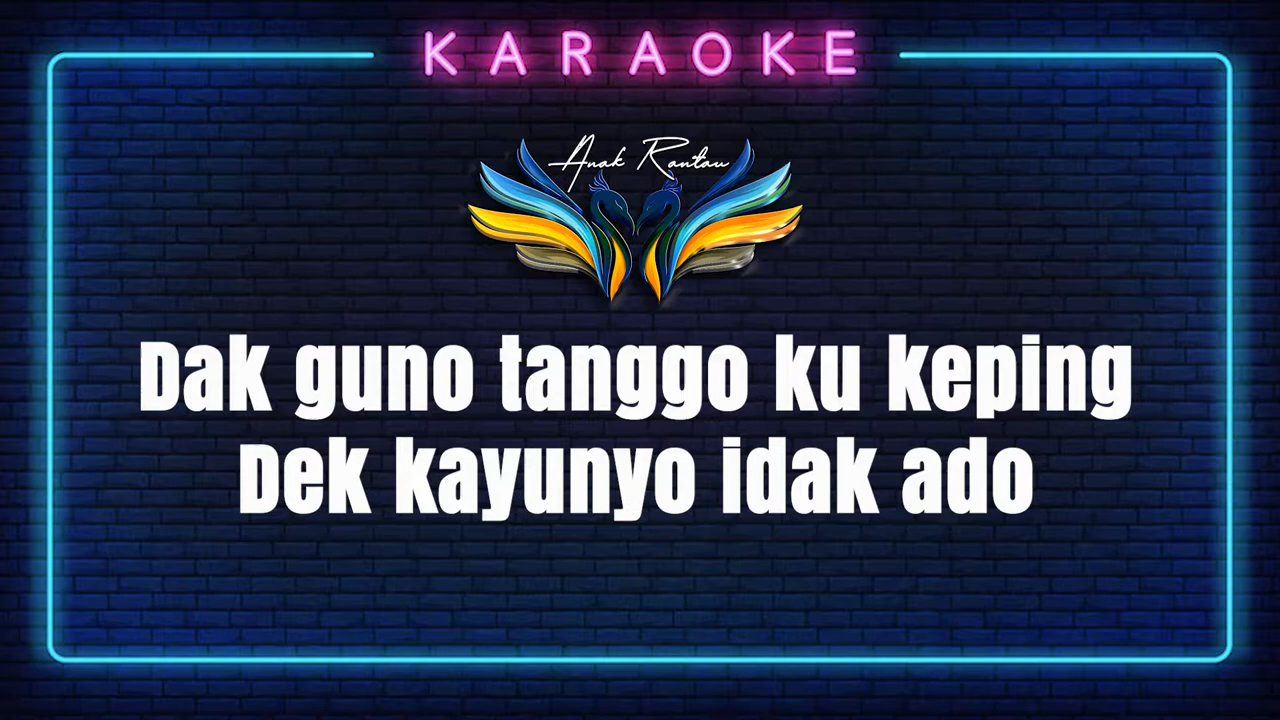 KARAOKE
Anak Rantau
Dak guno tanggo ku keping
Dek kayunyo idak ado